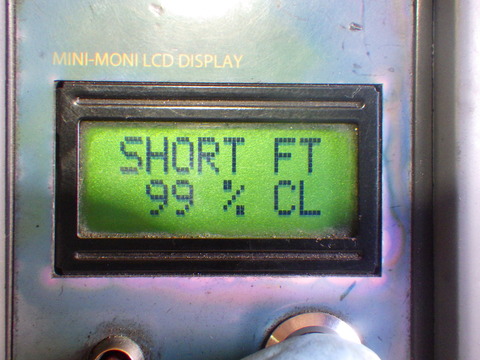 MINI-MONI LCD DISPLAY
SHORT FT
99 % CL